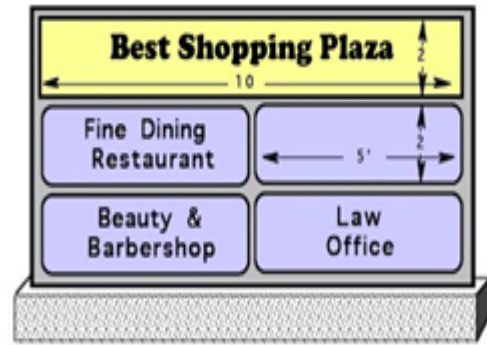 Best Shopping Plaza
2
10
Fine Dining
Restaurant
2
5'
Beauty &
Barbershop
Law
Office